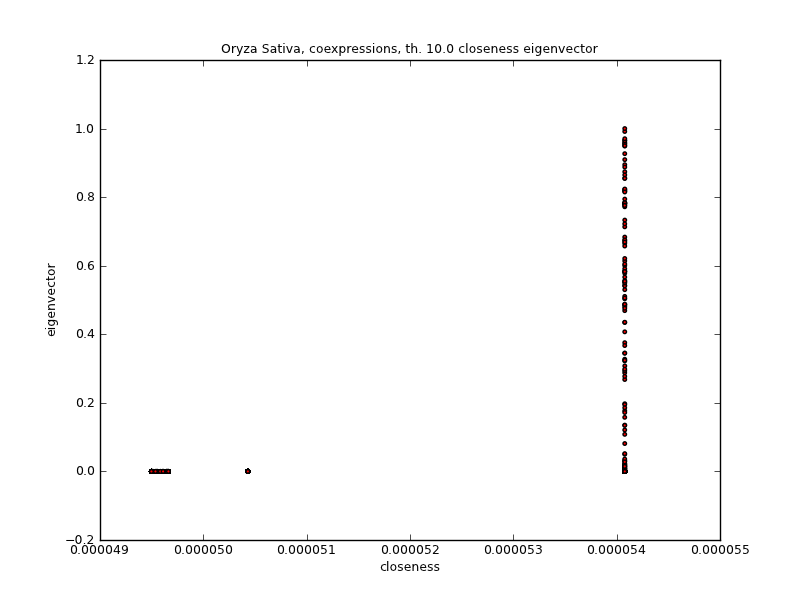 Oryza Sativa, coexpressions, th. 10.0 closeness eigenvector
1.2
1.0
0.8
0.6
0.4
0.2
0.0
−0.2
eigenvector
0.000049 0.000050 0.000051 0.000052 0.000053 0.000054 0.000055
closeness